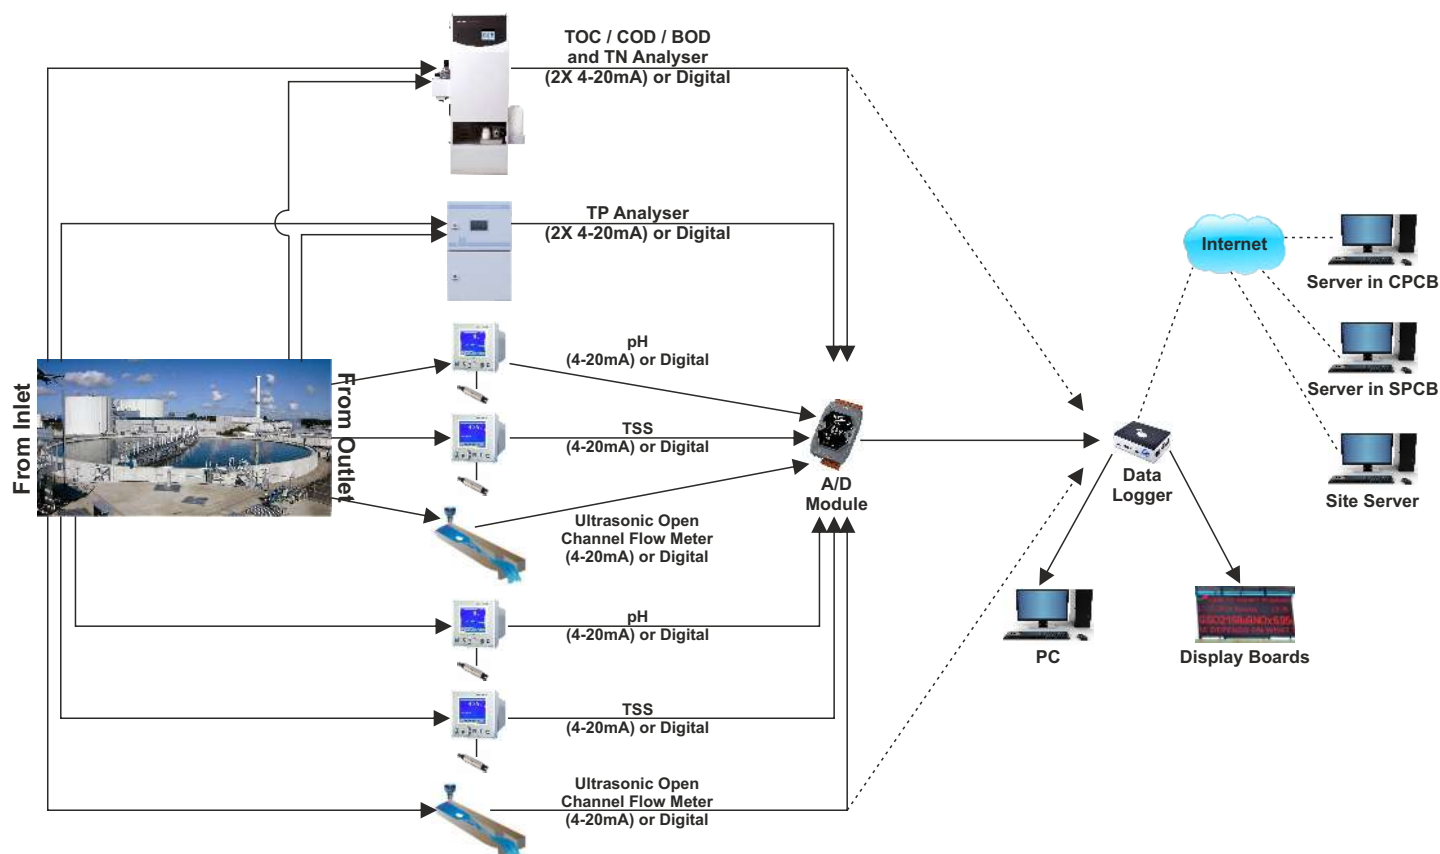 TOC / COD / BOD
and TN Analyser
(2X 4-20mA) or Digital
TP Analyser
(2X 4-20mA) or Digital
Internet
Server in CPCB
pH
(4-20mA) or Digital
Server in SPCB
From Inlet
From Outlet
TSS
(4-20mA) or Digital
A/D
Module
Data
Logger
Site Server
Ultrasonic Open
Channel Flow Meter
(4-20mA) or Digital
pH
(4-20mA) or Digital
PC
Display Boards
TSS
(4-20mA) or Digital
Ultrasonic Open
Channel Flow Meter
(4-20mA) or Digital